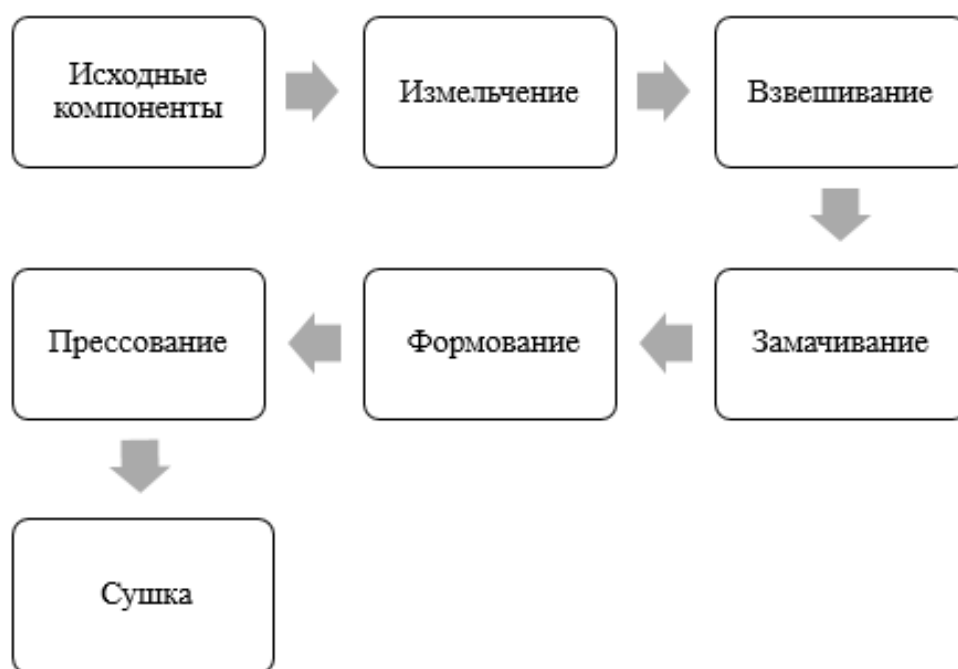 Исходные
компоненты
Измельчение
Взвешивание
Замачивание
Формование
Прессование
Сушка